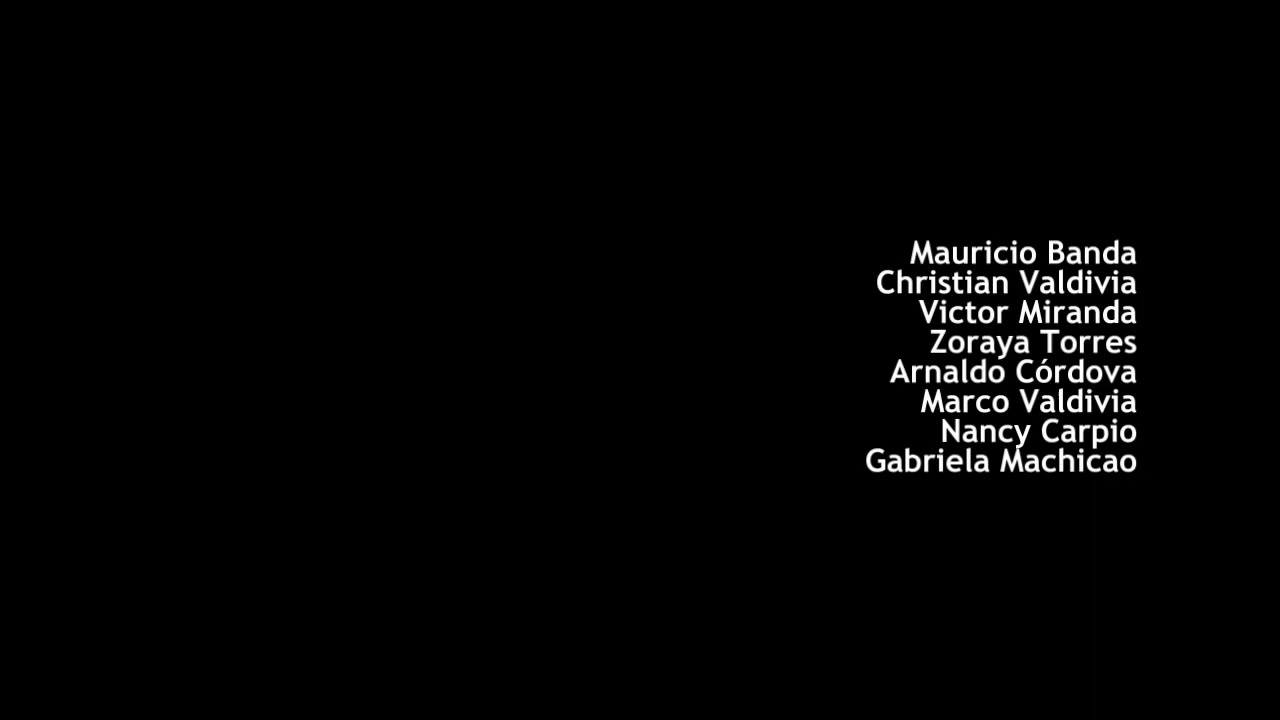 Mauricio Banda
Christian Valdivia
Victor Miranda
Zoraya Torres
Arnaldo Córdova
Marco Valdivia
Nancy Carpio
Gabriela Machicao